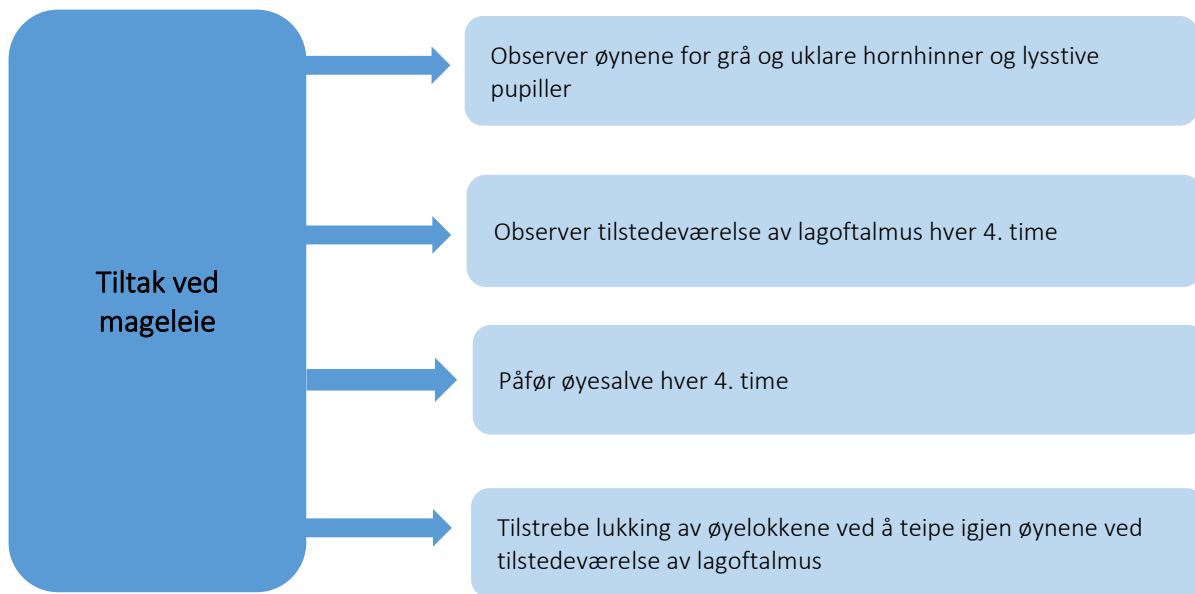 Tiltak ved
mageleie
Observer øynene for grå og uklare hornhinner og lysstive
pupiller
Observer tilstedeværelse av lagoftalmus hver 4. time
Påfør øyesalve hver 4. time
Tilstrebe lukking av øyelokkene ved å teipe igjen øynene ved
tilstedeværelse av lagoftalmus